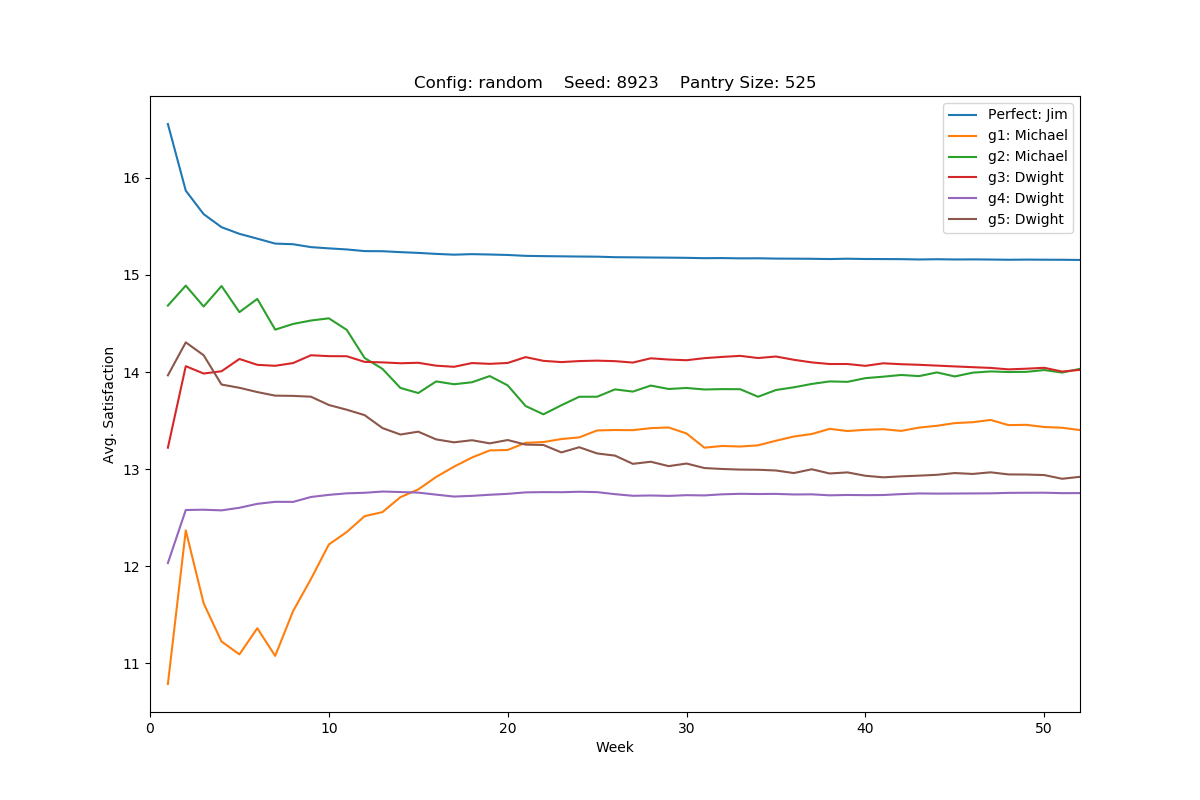 Config: random    Seed: 8923    Pantry Size: 525
Perfect: Jim
g1: Michael
g2: Michael
g3: Dwight
g4: Dwight
g5: Dwight
16
15
14
13
12
11
Avg. Satisfaction
0 10 20 30 40 50
Week